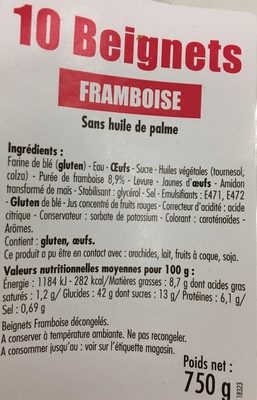 10 Beignets
FRAMBOISE
Sans huile de palme
Ingrédients :
Farine de blé (gluten) - Eau - Œufs - Sucre - Huiles végétales (tournesol,
colza) - Purée de framboise 8,9% - Levure - Jaunes d'œufs - Amidon
transformé de maïs - Stabilisant : glycérol - Sel - Emulsifiants : E471, E472
- Gluten de blé - Jus concentré de fruits rouges - Correcteur d'acidité : acide
citrique - Conservateur : sorbate de potassium - Colorant : caroténoïdes -
Arômes.
Contient : gluten, œufs.
Ce produit a pu être en contact avec : arachides, lait, fruits à coque, soja.
Valeurs nutritionnelles moyennes pour 100 g :
Énergie : 1184 kJ - 282 kcal/Matières grasses : 8,7 g dont acides gras
saturés : 1,2 g/ Glucides : 42 g dont sucres : 13 g/ Protéines : 6,1 g/
Sel : 0,69 g
Beignets Framboise décongelés.
A conserver à température ambiante. Ne pas recongeler.
A consommer jusqu'au : voir sur l'étiquette magasin.
Poids net :
750 g
18323